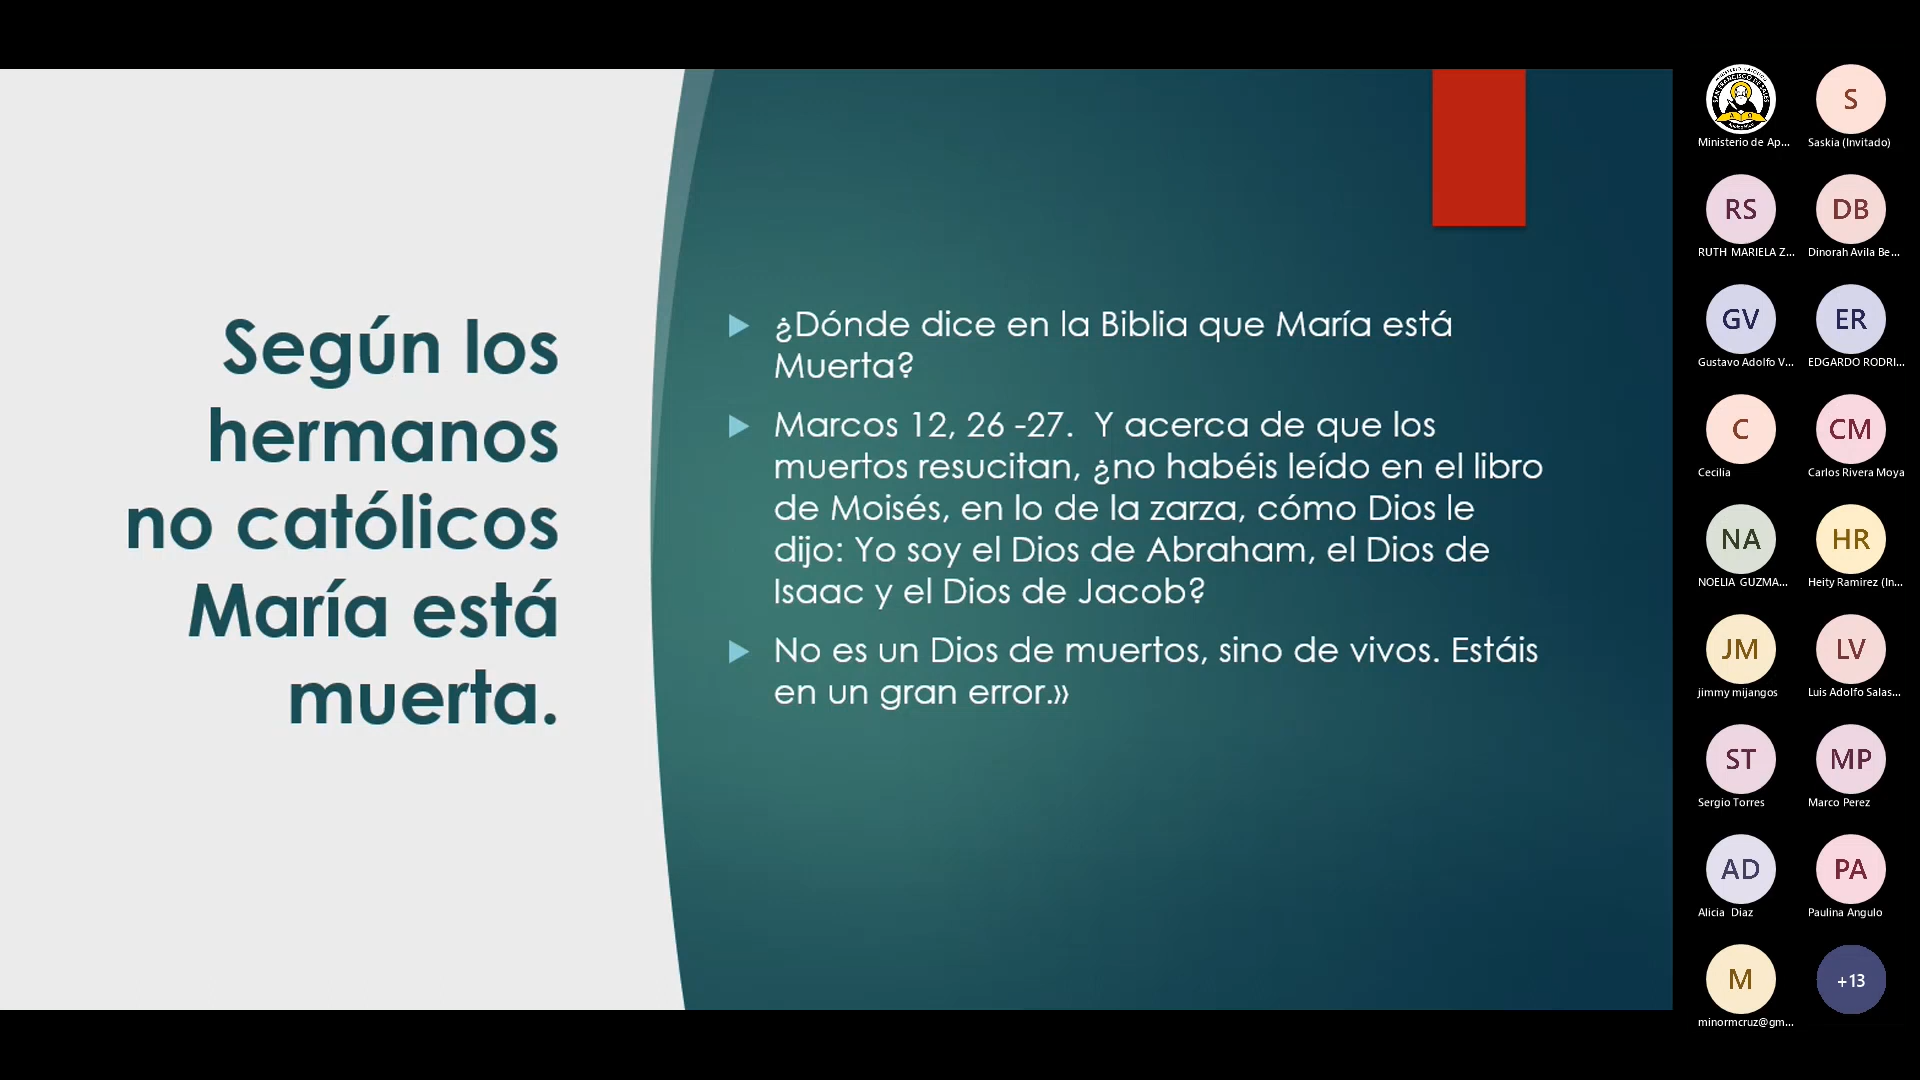 Según los
hermanos
no católicos
María está
muerta.
¿Dónde dice en la Biblia que María está
Muerta?
Marcos 12, 26 -27. Y acerca de que los
muertos resucitan, ¿no habéis leído en el libro
de Moisés, en lo de la zarza, cómo Dios le
dijo: Yo soy el Dios de Abraham, el Dios de
Isaac y el Dios de Jacob?
No es un Dios de muertos, sino de vivos. Estáis
en un gran error.»
Ministerio de Ap...
S
Saskia (Invitado)
RS
RUTH MARIELA Z...
DB
Dinorah Avila Be...
GV
Gustavo Adolfo V...
ER
EDGARDO RODRI...
C
Cecilia
CM
Carlos Rivera Moya
NA
NOELIA GUZMA...
HR
Heity Ramirez (In...
JM
jimmy mijangos
LV
Luis Adolfo Salas...
ST
Sergio Torres
MP
Marco Perez
AD
Alicia Diaz
PA
Paulina Angulo
M
minormcruz@gm...
+13